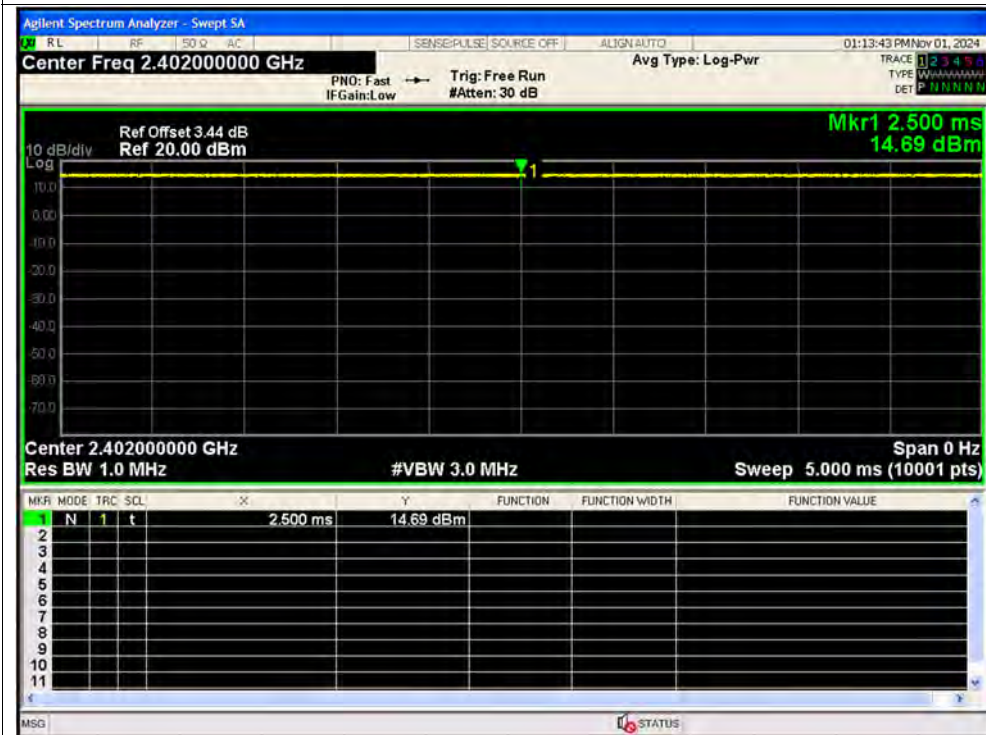 Agilent Spectrum Analyzer - Swept SA
RL RF 50 Ω AC SENSE:PULSE SOURCE OFF ALIGN AUTO 01:13:43 PM Nov 01, 2024
Center Freq 2.402000000 GHz
Avg Type: Log-Pwr
TRACE 1 2 3 4 5 6
PNO: Fast Trig: Free Run
TYPE
IFGain:Low #Atten: 30 dB
DET P N N N N N
Mkr1 2.500 ms
14.69 dBm
Ref Offset 3.44 dB
10 dB/div Ref 20.00 dBm
Log
1
10.0
0.00
-10.0
-20.0
-30.0
-40.0
-50.0
-60.0
-70.0
Center 2.402000000 GHz Span 0 Hz
Res BW 1.0 MHz #VBW 3.0 MHz Sweep 5.000 ms (10001 pts)
MKR MODE TRC SCL X Y FUNCTION FUNCTION WIDTH FUNCTION VALUE
1 N 1 t 2.500 ms 14.69 dBm
2
3
4
5
6
7
8
9
10
11
MSG STATUS